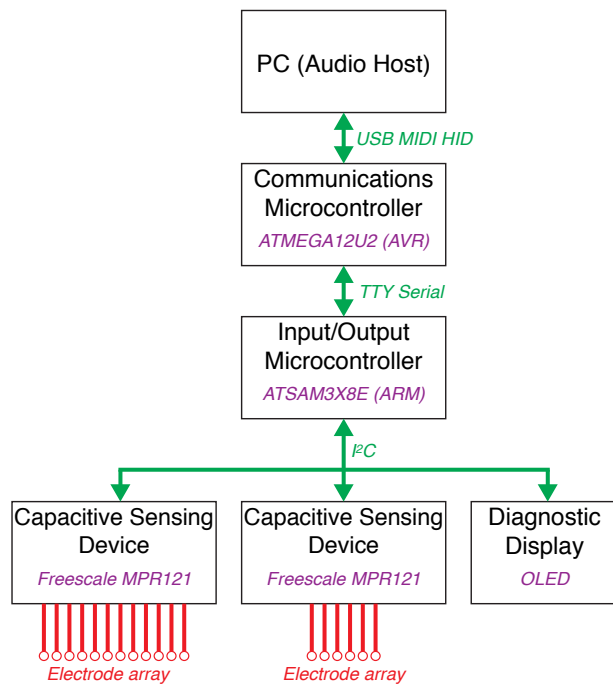 PC (Audio Host)
USB MIDI HID
Communications
Microcontroller
ATMEGA12U2 (AVR)
TTY Serial
Input/Output
Microcontroller
ATSAM3X8E (ARM)
I²C
Capacitive Sensing
Device
Freescale MPR121
Capacitive Sensing
Device
Freescale MPR121
Diagnostic
Display
OLED
Electrode array
Electrode array